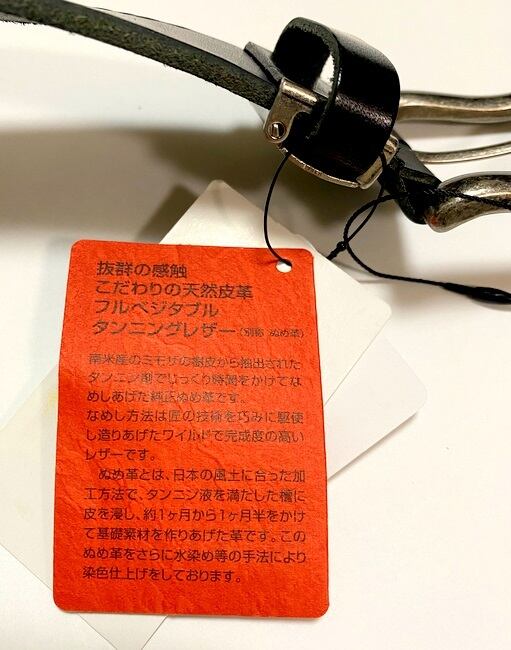 抜群の感触
こだわりの天然皮革
フルベジタブル
タンニングレザー(別称 ぬめ革)
南米産のミモザの樹皮から抽出された
タンニン剤でじっくり時間をかけてな
めしあげた純正ぬめ革です。
なめし方法は匠の技術を巧みに駆使
し造りあげたワイルドで完成度の高い
レザーです。
ぬめ革とは、日本の風土に合った加
工方法で、タンニン液を満たした槽に
皮を浸し、約1ヶ月から1ヶ月半をかけ
て基礎素材を作りあげた革です。この
ぬめ革をさらに水染め等の手法により
染色仕上げをしております。